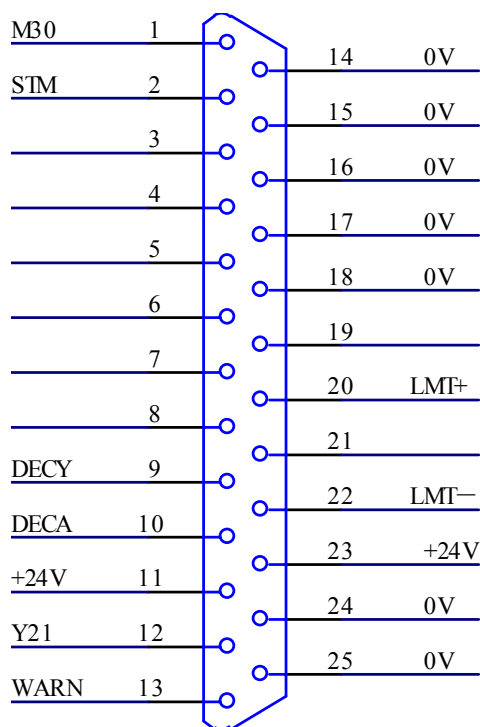 M30 1
14 0V
STM 2
15 0V
3
16 0V
4
17 0V
5
18 0V
6
19
7
20 LMT+
8
21
DECY 9
22 LMT—
DECA 10
23 +24V
+24V 11
24 0V
Y21 12
25 0V
WARN 13